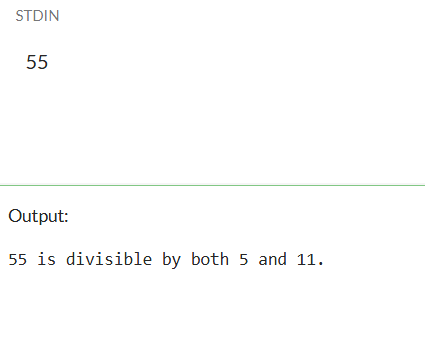 STDIN
55
Output:
55 is divisible by both 5 and 11.